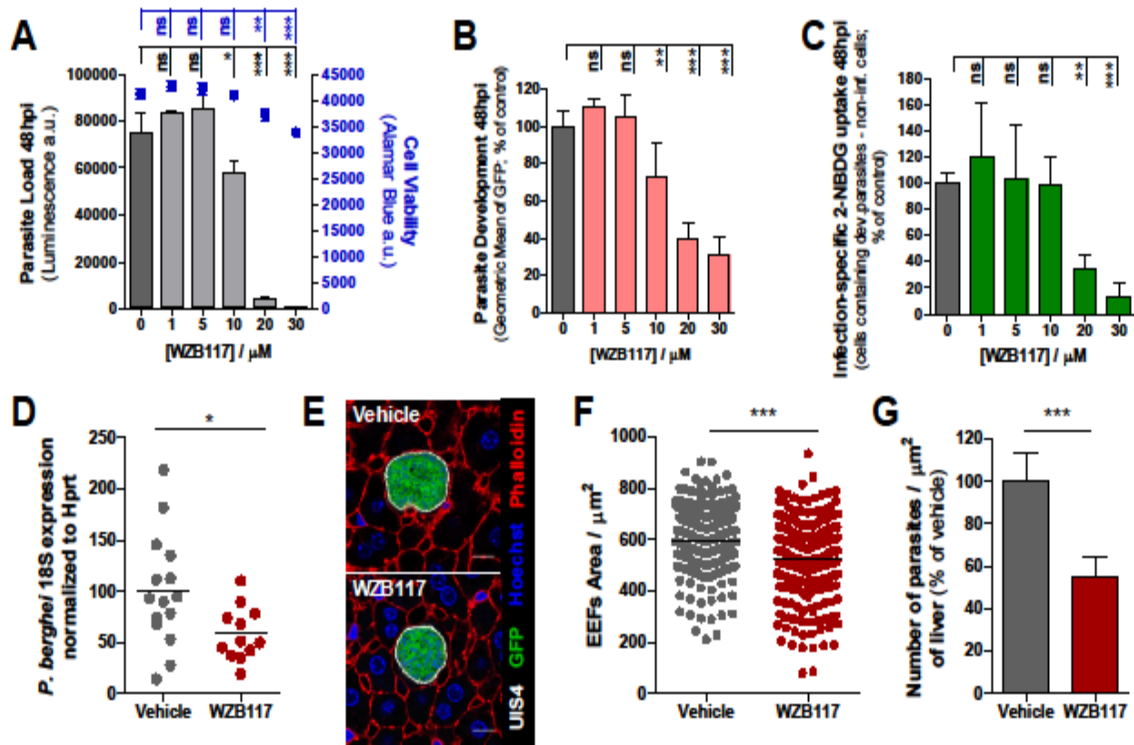 A
ns
ns
ns
**
***
ns
ns
*
***
***
Parasite Load 48hpi
(Luminescence a.u.)
100000
80000
60000
40000
20000
0
45000
40000
35000
30000
25000
20000
15000
10000
5000
0
Cell Viability
(Alamar Blue a.u.)
0 1 5 10 20 30
[WZB117] / μM
B
ns
ns
**
***
***
Parasite Development 48hpi
(Geometric Mean of GFP; % of control)
140
120
100
80
60
40
20
0
0 1 5 10 20 30
[WZB117] / μM
C
ns
ns
ns
**
***
Infection-specific 2-NBDG uptake 48hpi
(cells containing dev. parasites - non-inf. cells;
% of control)
180
160
140
120
100
80
60
40
20
0
0 1 5 10 20 30
[WZB117] / μM
D
*
P. berghei 18S expression
normalized to Hprt
250
200
150
100
50
0
Vehicle WZB117
E
Vehicle
WZB117
UIS4 GFP Hoechst Phalloidin
F
***
EEFs Area / μm²
1000
800
600
400
200
0
Vehicle WZB117
G
***
Number of parasites / μm²
of liver (% of vehicle)
120
100
80
60
40
20
0
Vehicle WZB117